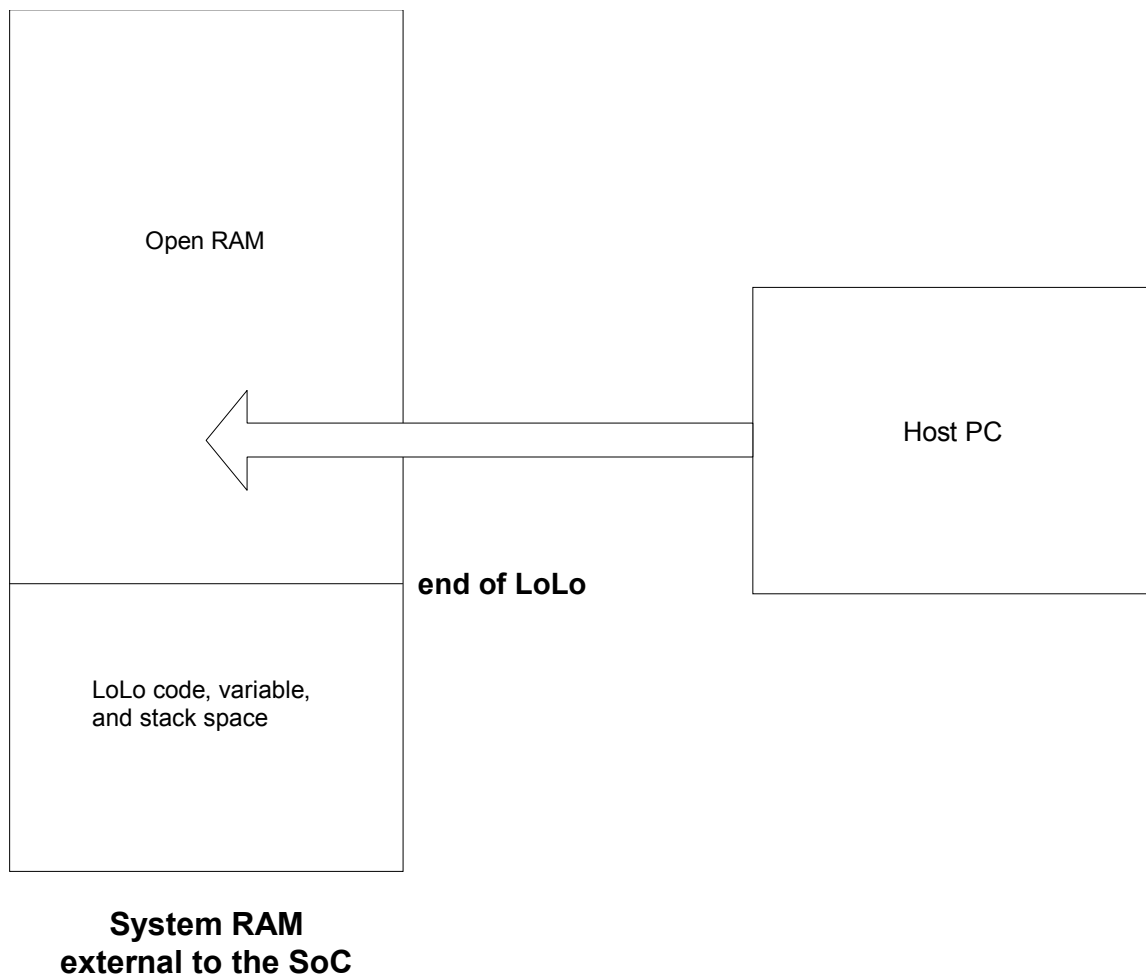 Open RAM
Host PC
end of LoLo
LoLo code, variable,
and stack space
System RAM
external to the SoC